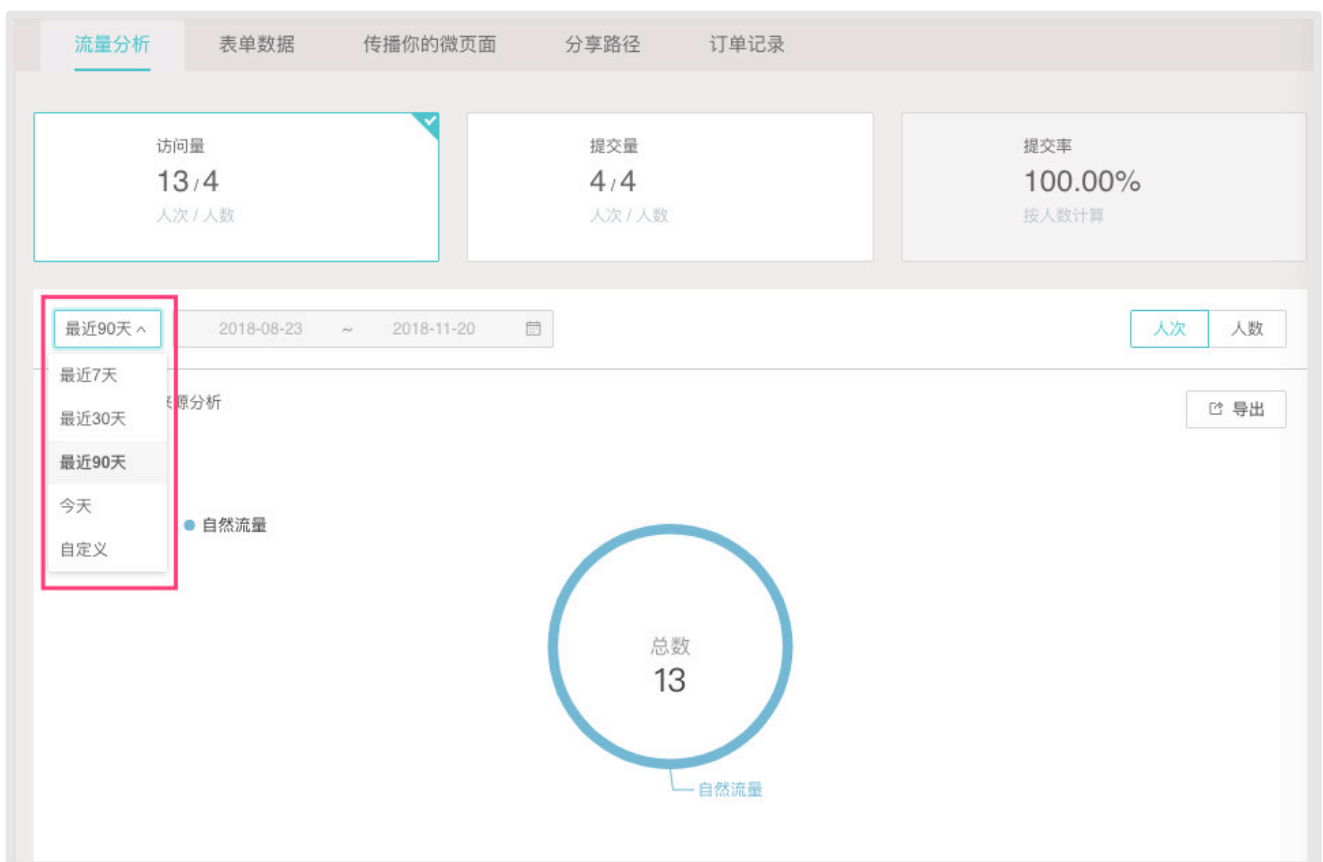 流量分析 表单数据 传播你的微页面 分享路径 订单记录
访问量 提交量 提交率
13/4 4/4 100.00%
人次 / 人数 人次 / 人数 按人数计算
最近90天 2018-08-23 ~ 2018-11-20 人次 人数
最近7天
源分析 导出
最近30天
最近90天
今天
自然流量
自定义
总数
13
自然流量